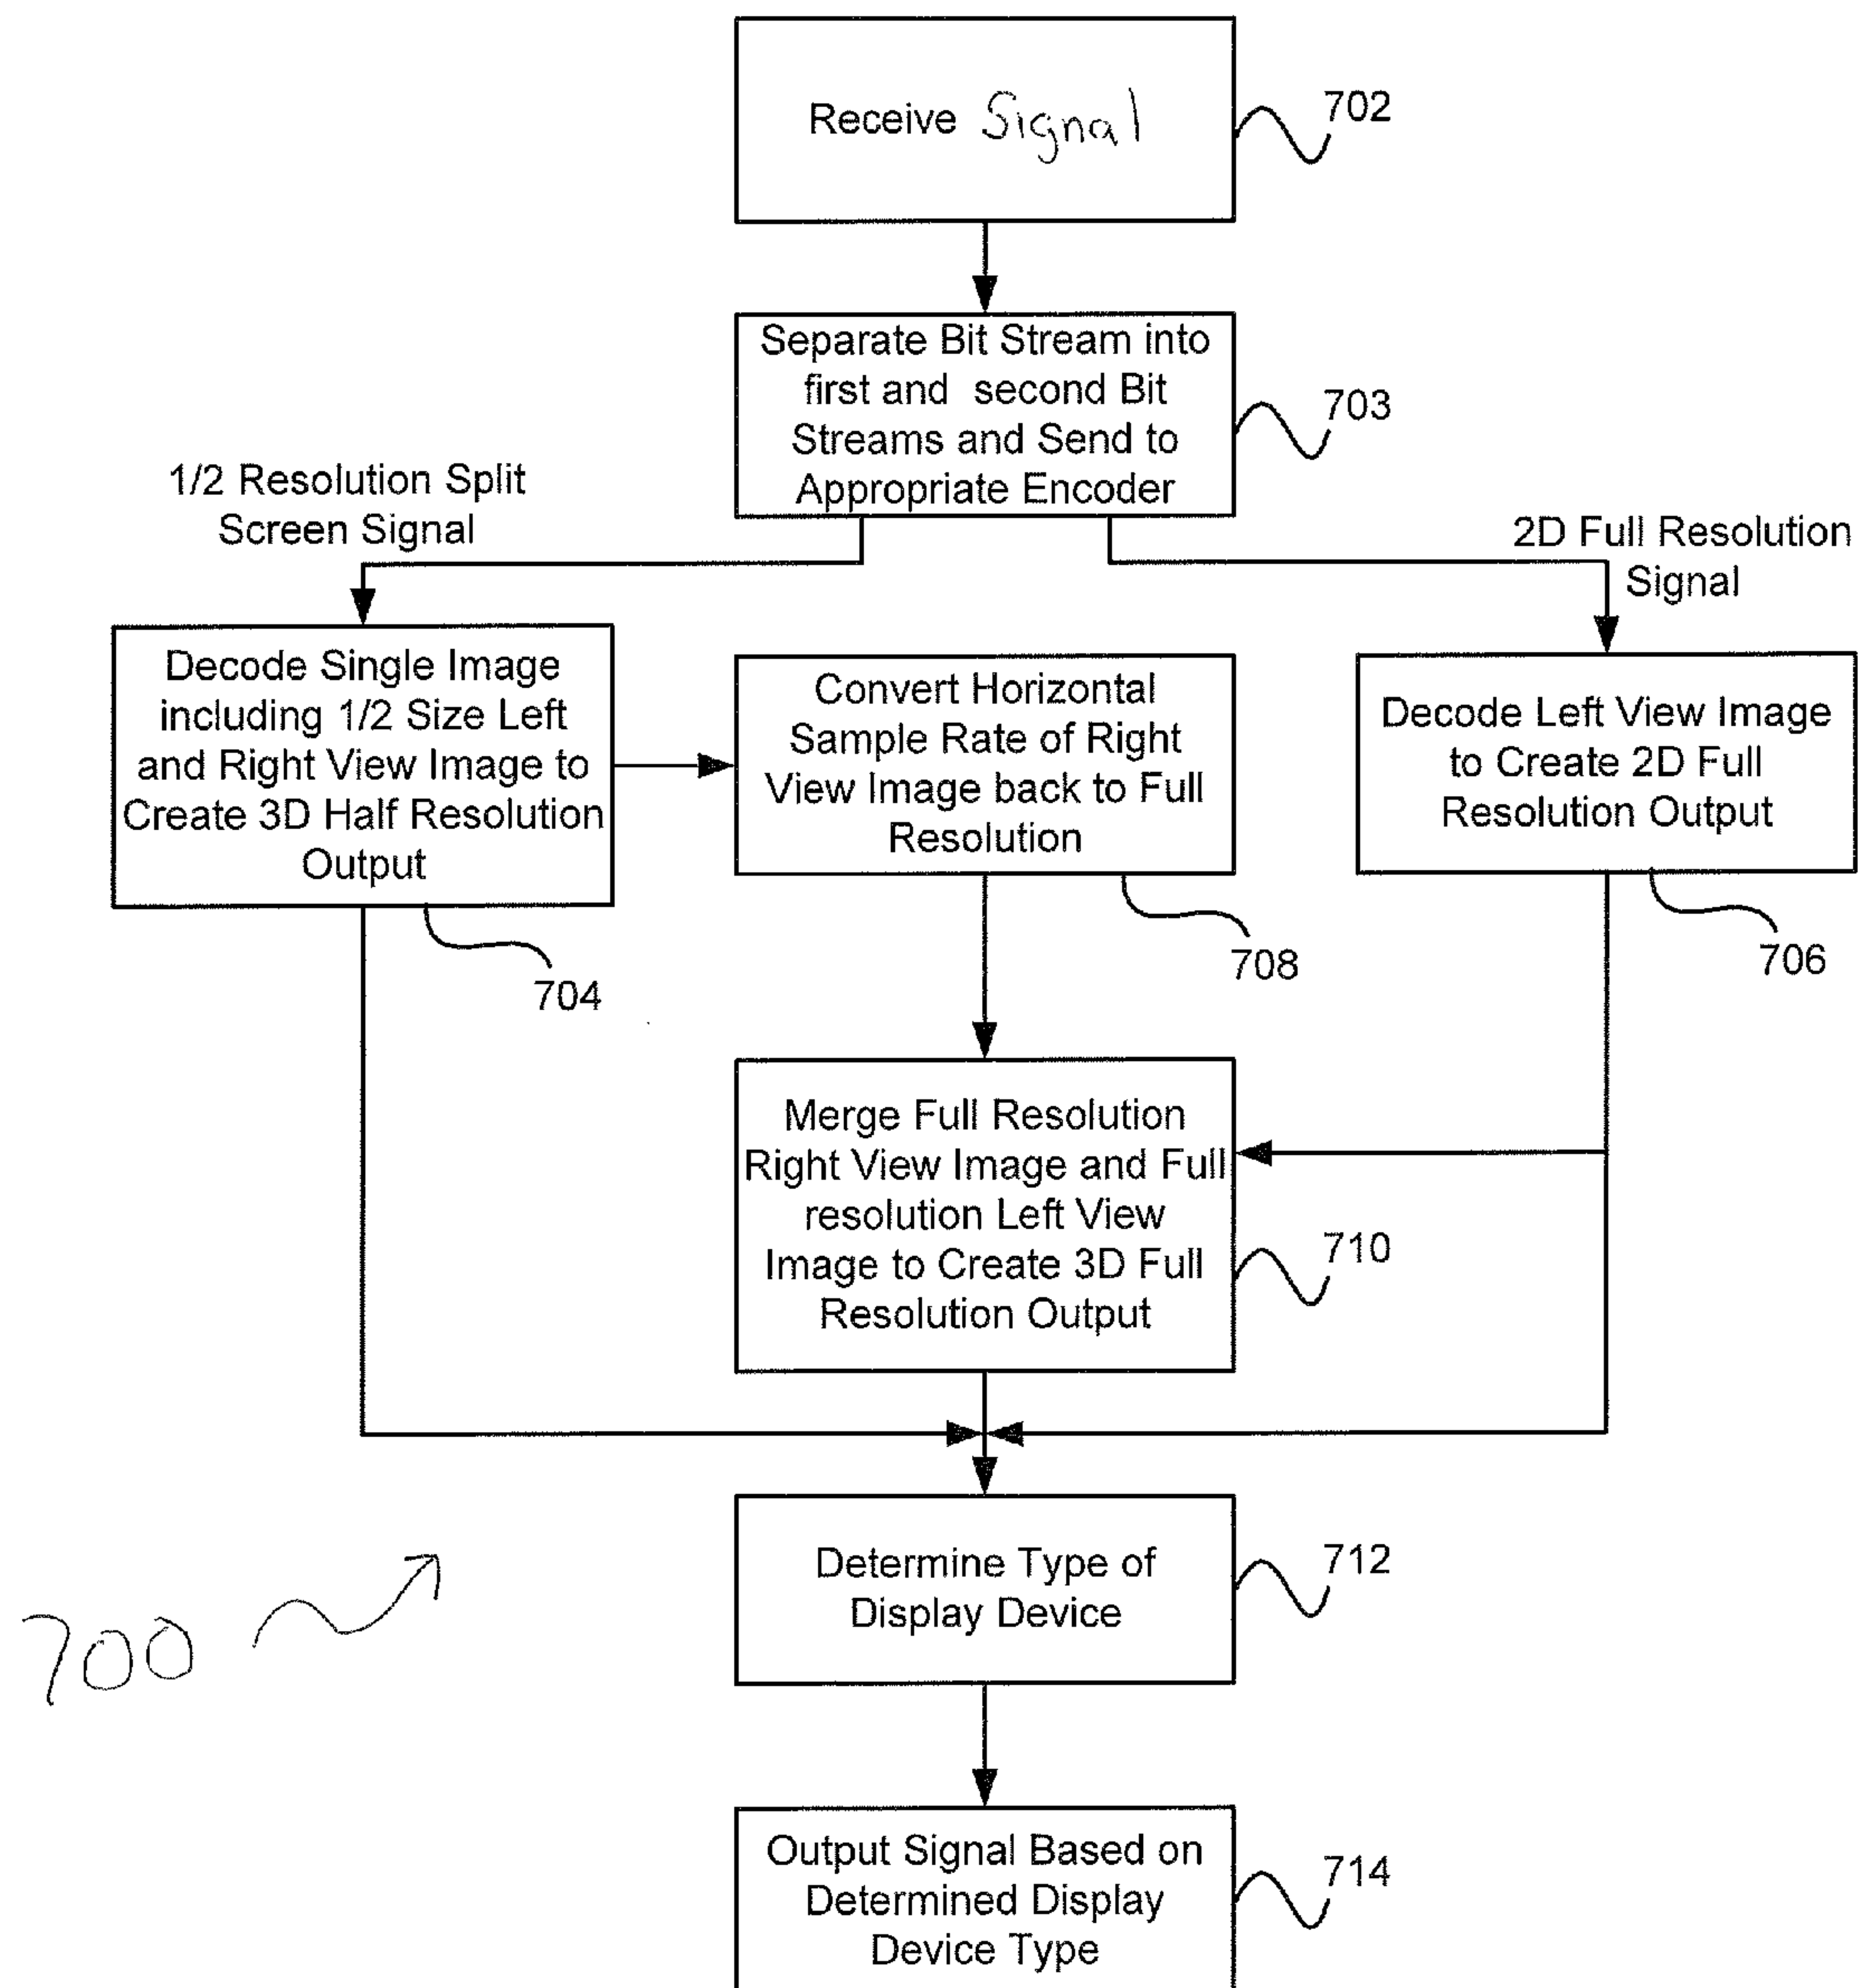 Receive Signal
702
Separate Bit Stream into
first and second Bit
Streams and Send to
Appropriate Encoder
703
1/2 Resolution Split
Screen Signal
2D Full Resolution
Signal
Decode Single Image
including 1/2 Size Left
and Right View Image to
Create 3D Half Resolution
Output
704
Convert Horizontal
Sample Rate of Right
View Image back to Full
Resolution
708
Decode Left View Image
to Create 2D Full
Resolution Output
706
Merge Full Resolution
Right View Image and Full
resolution Left View
Image to Create 3D Full
Resolution Output
710
Determine Type of
Display Device
712
700
Output Signal Based on
Determined Display
Device Type
714